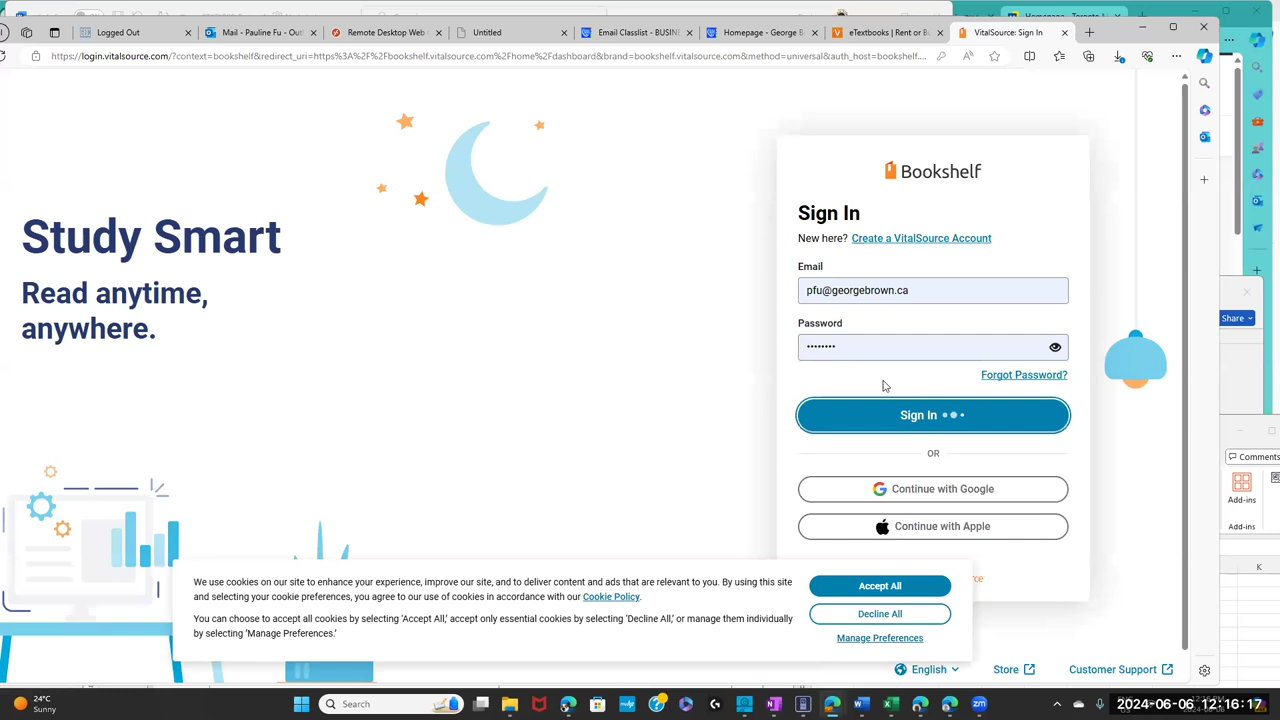 Logged Out
Mail - Pauline Fu - Out
Remote Desktop Web
Untitled
Email Classlist - BUSIN
Homepage - George B
eTextbooks | Rent or B
VitalSource: Sign In
https://login.vitalsource.com/?context=bookshelf&redirect_uri=https%3A%2F%2Fbookshelf.vitalsource.com%2Fhome%2Fdashboard&brand=bookshelf.vitalsource.com&method=universal&auth_host=bookshelf....
Bookshelf
Study Smart
Read anytime,
anywhere.
Sign In
New here? Create a VitalSource Account
Email
pfu@georgebrown.ca
Password
••••••••
Forgot Password?
Sign In
OR
Continue with Google
Continue with Apple
We use cookies on our site to enhance your experience, improve our site, and to deliver content and ads that are relevant to you. By using this site
and selecting your cookie preferences, you agree to our use of cookies in accordance with our Cookie Policy.
You can choose to accept all cookies by selecting 'Accept All,' accept only essential cookies by selecting 'Decline All,' or manage them individually
by selecting 'Manage Preferences.'
Accept All
Decline All
Manage Preferences
English
Store
Customer Support
Share
Comments
Add-ins
Add-ins
K
24°C
Sunny
Search
2024-06-06 12:16:17